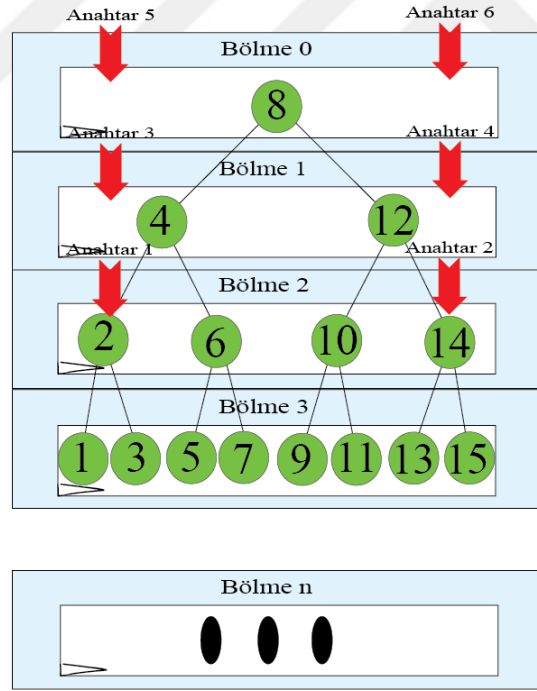 Anahtar 5 Anahtar 6
Bölme 0
8
Anahtar 3 Anahtar 4
Bölme 1
4 12
Anahtar 1 Anahtar 2
Bölme 2
2 6 10 14
Bölme 3
1 3 5 7 9 11 13 15
Bölme n